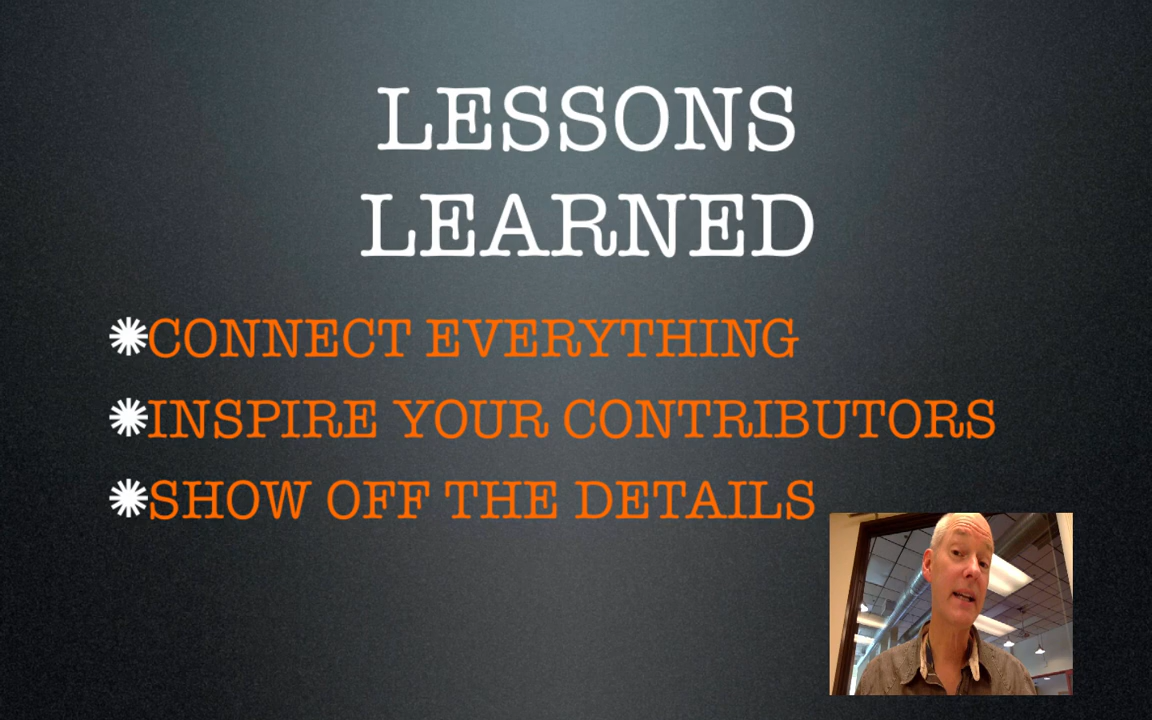 LESSONS
LEARNED
CONNECT EVERYTHING
INSPIRE YOUR CONTRIBUTORS
SHOW OFF THE DETAILS